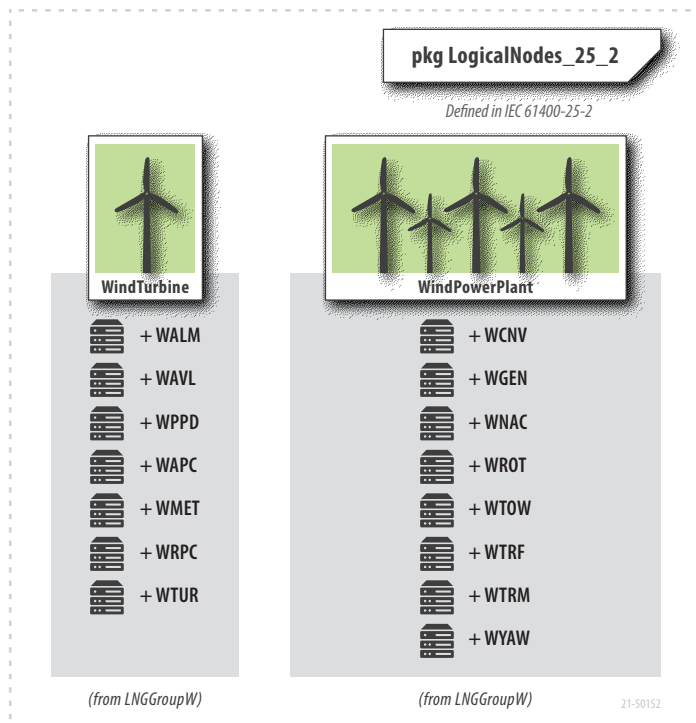 pkg LogicalNodes_25_2
Defined in IEC 61400-25-2
WindTurbine
+ WALM
+ WAVL
+ WPPD
+ WAPC
+ WMET
+ WRPC
+ WTUR
(from LNGGroupW)
WindPowerPlant
+ WCNV
+ WGEN
+ WNAC
+ WROT
+ WTOW
+ WTRF
+ WTRM
+ WYAW
(from LNGGroupW)
21-50152